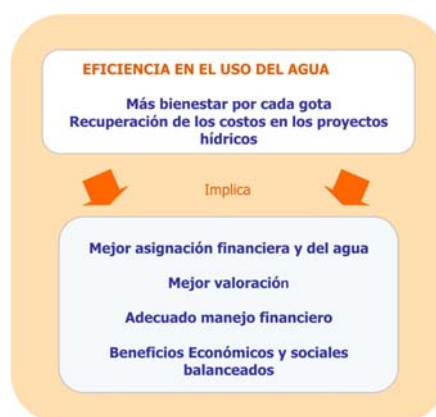 EFICIENCIA EN EL USO DEL AGUA
Más bienestar por cada gota
Recuperación de los costos en los proyectos
hídricos
Implica
Mejor asignación financiera y del agua
Mejor valoración
Adecuado manejo financiero
Beneficios Económicos y sociales
balanceados